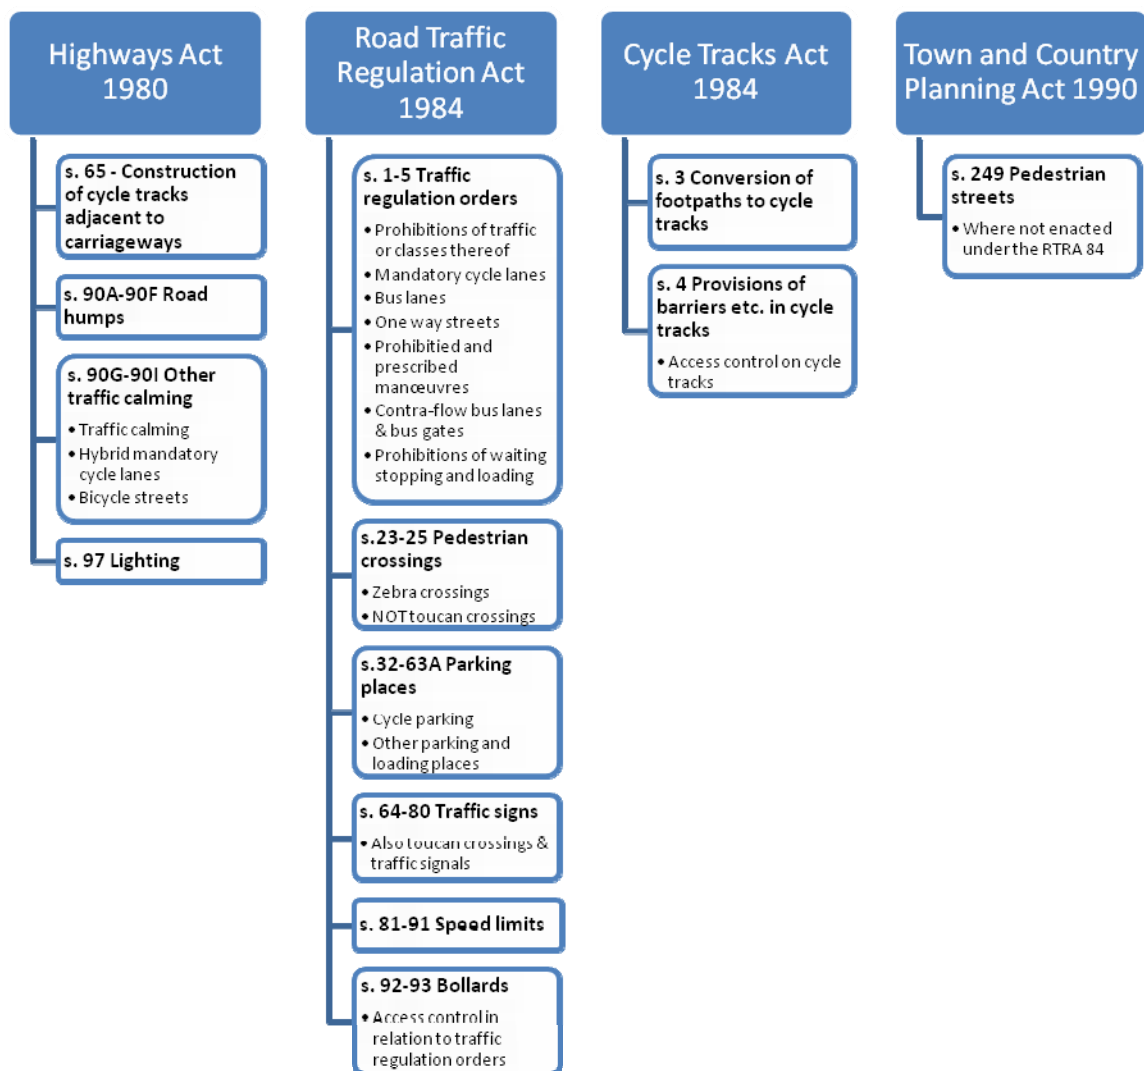 Highways Act
1980
s. 65 - Construction
of cycle tracks
adjacent to
carriageways
s. 90A-90F Road
humps
s. 90G-90I Other
traffic calming
• Traffic calming
• Hybrid mandatory
cycle lanes
• Bicycle streets
s. 97 Lighting
Road Traffic
Regulation Act
1984
s. 1-5 Traffic
regulation orders
• Prohibitions of traffic
or classes thereof
• Mandatory cycle lanes
• Bus lanes
• One way streets
• Prohibitied and
prescribed
manœuvres
• Contra-flow bus lanes
& bus gates
• Prohibitions of waiting
stopping and loading
s.23-25 Pedestrian
crossings
• Zebra crossings
• NOT toucan crossings
s.32-63A Parking
places
• Cycle parking
• Other parking and
loading places
s. 64-80 Traffic signs
• Also toucan crossings &
traffic signals
s. 81-91 Speed limits
s. 92-93 Bollards
• Access control in
relation to traffic
regulation orders
Cycle Tracks Act
1984
s. 3 Conversion of
footpaths to cycle
tracks
s. 4 Provisions of
barriers etc. in cycle
tracks
• Access control on cycle
tracks
Town and Country
Planning Act 1990
s. 249 Pedestrian
streets
• Where not enacted
under the RTRA 84